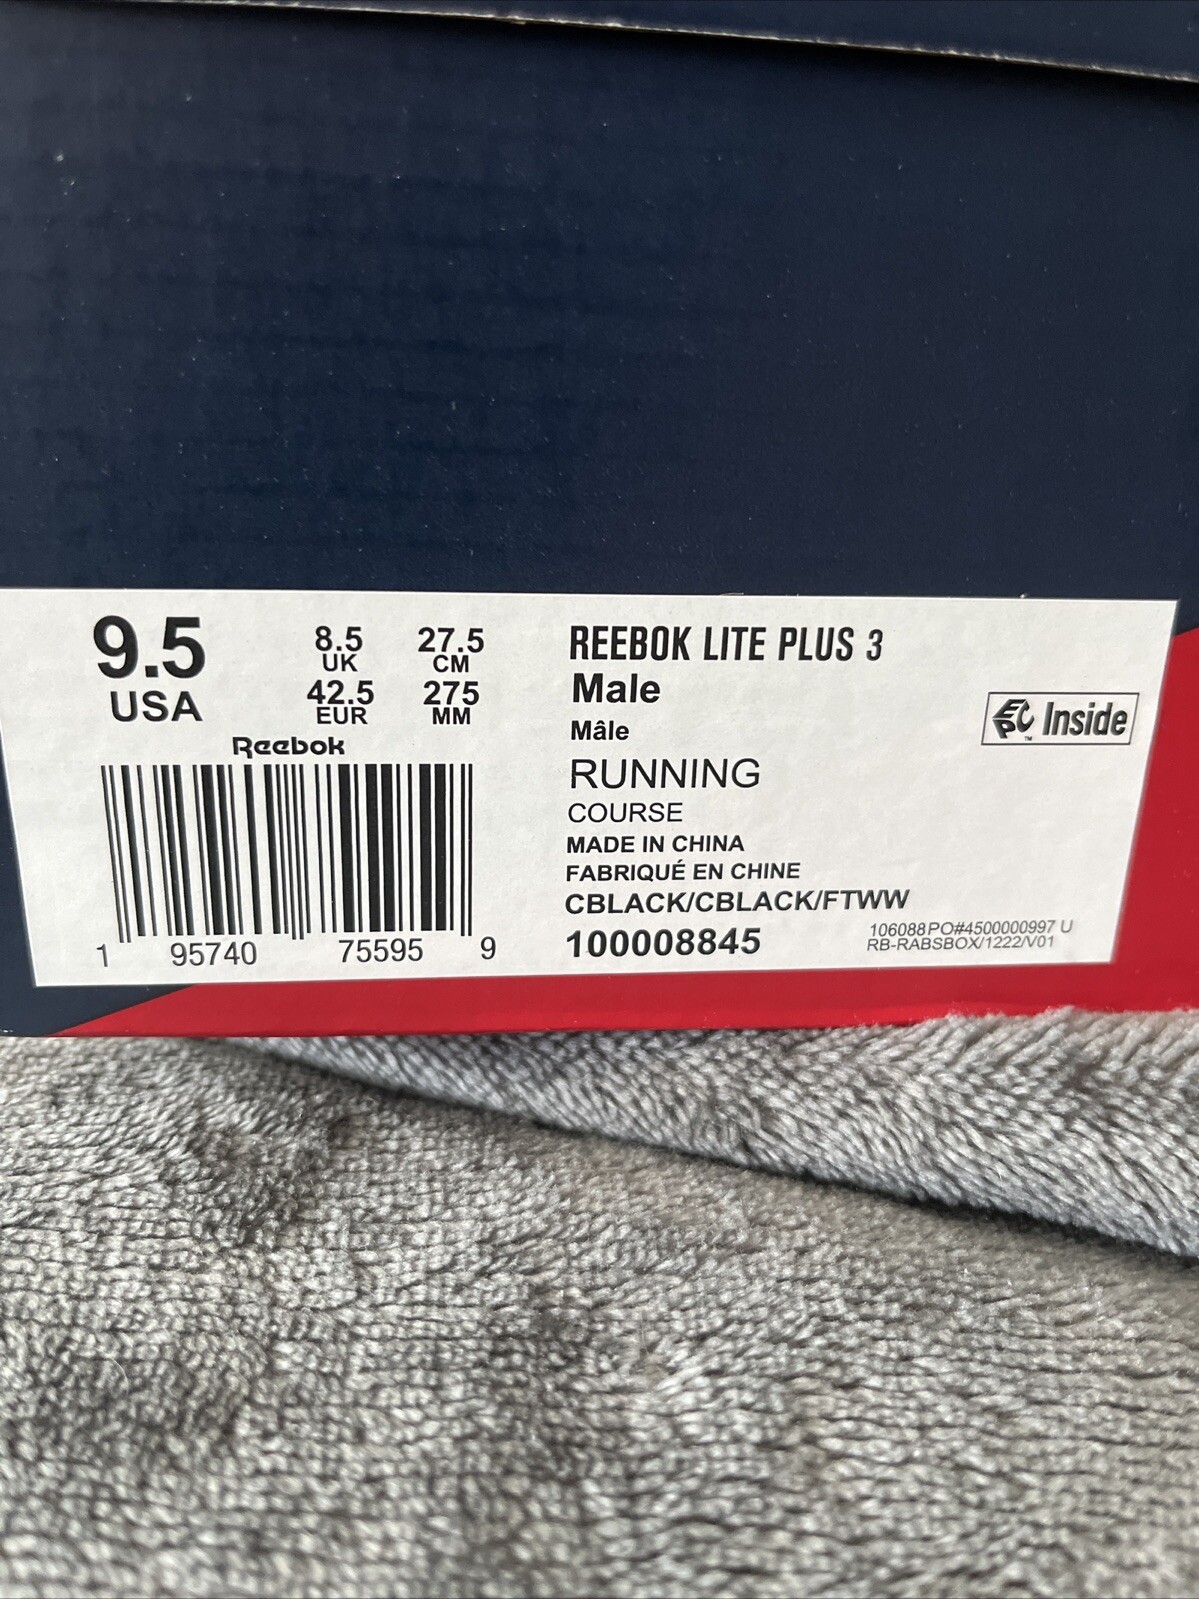 9.5
USA
8.5
UK
42.5
EUR
27.5
CM
275
MM
Reebok
1 95740 75595 9
REEBOK LITE PLUS 3
Male
Mâle
RUNNING
COURSE
MADE IN CHINA
FABRIQUÉ EN CHINE
CBLACK/CBLACK/FTWW
100008845
EPC Inside
TM
106088PO#4500000997 U
RB-RABSBOX/1222/V01